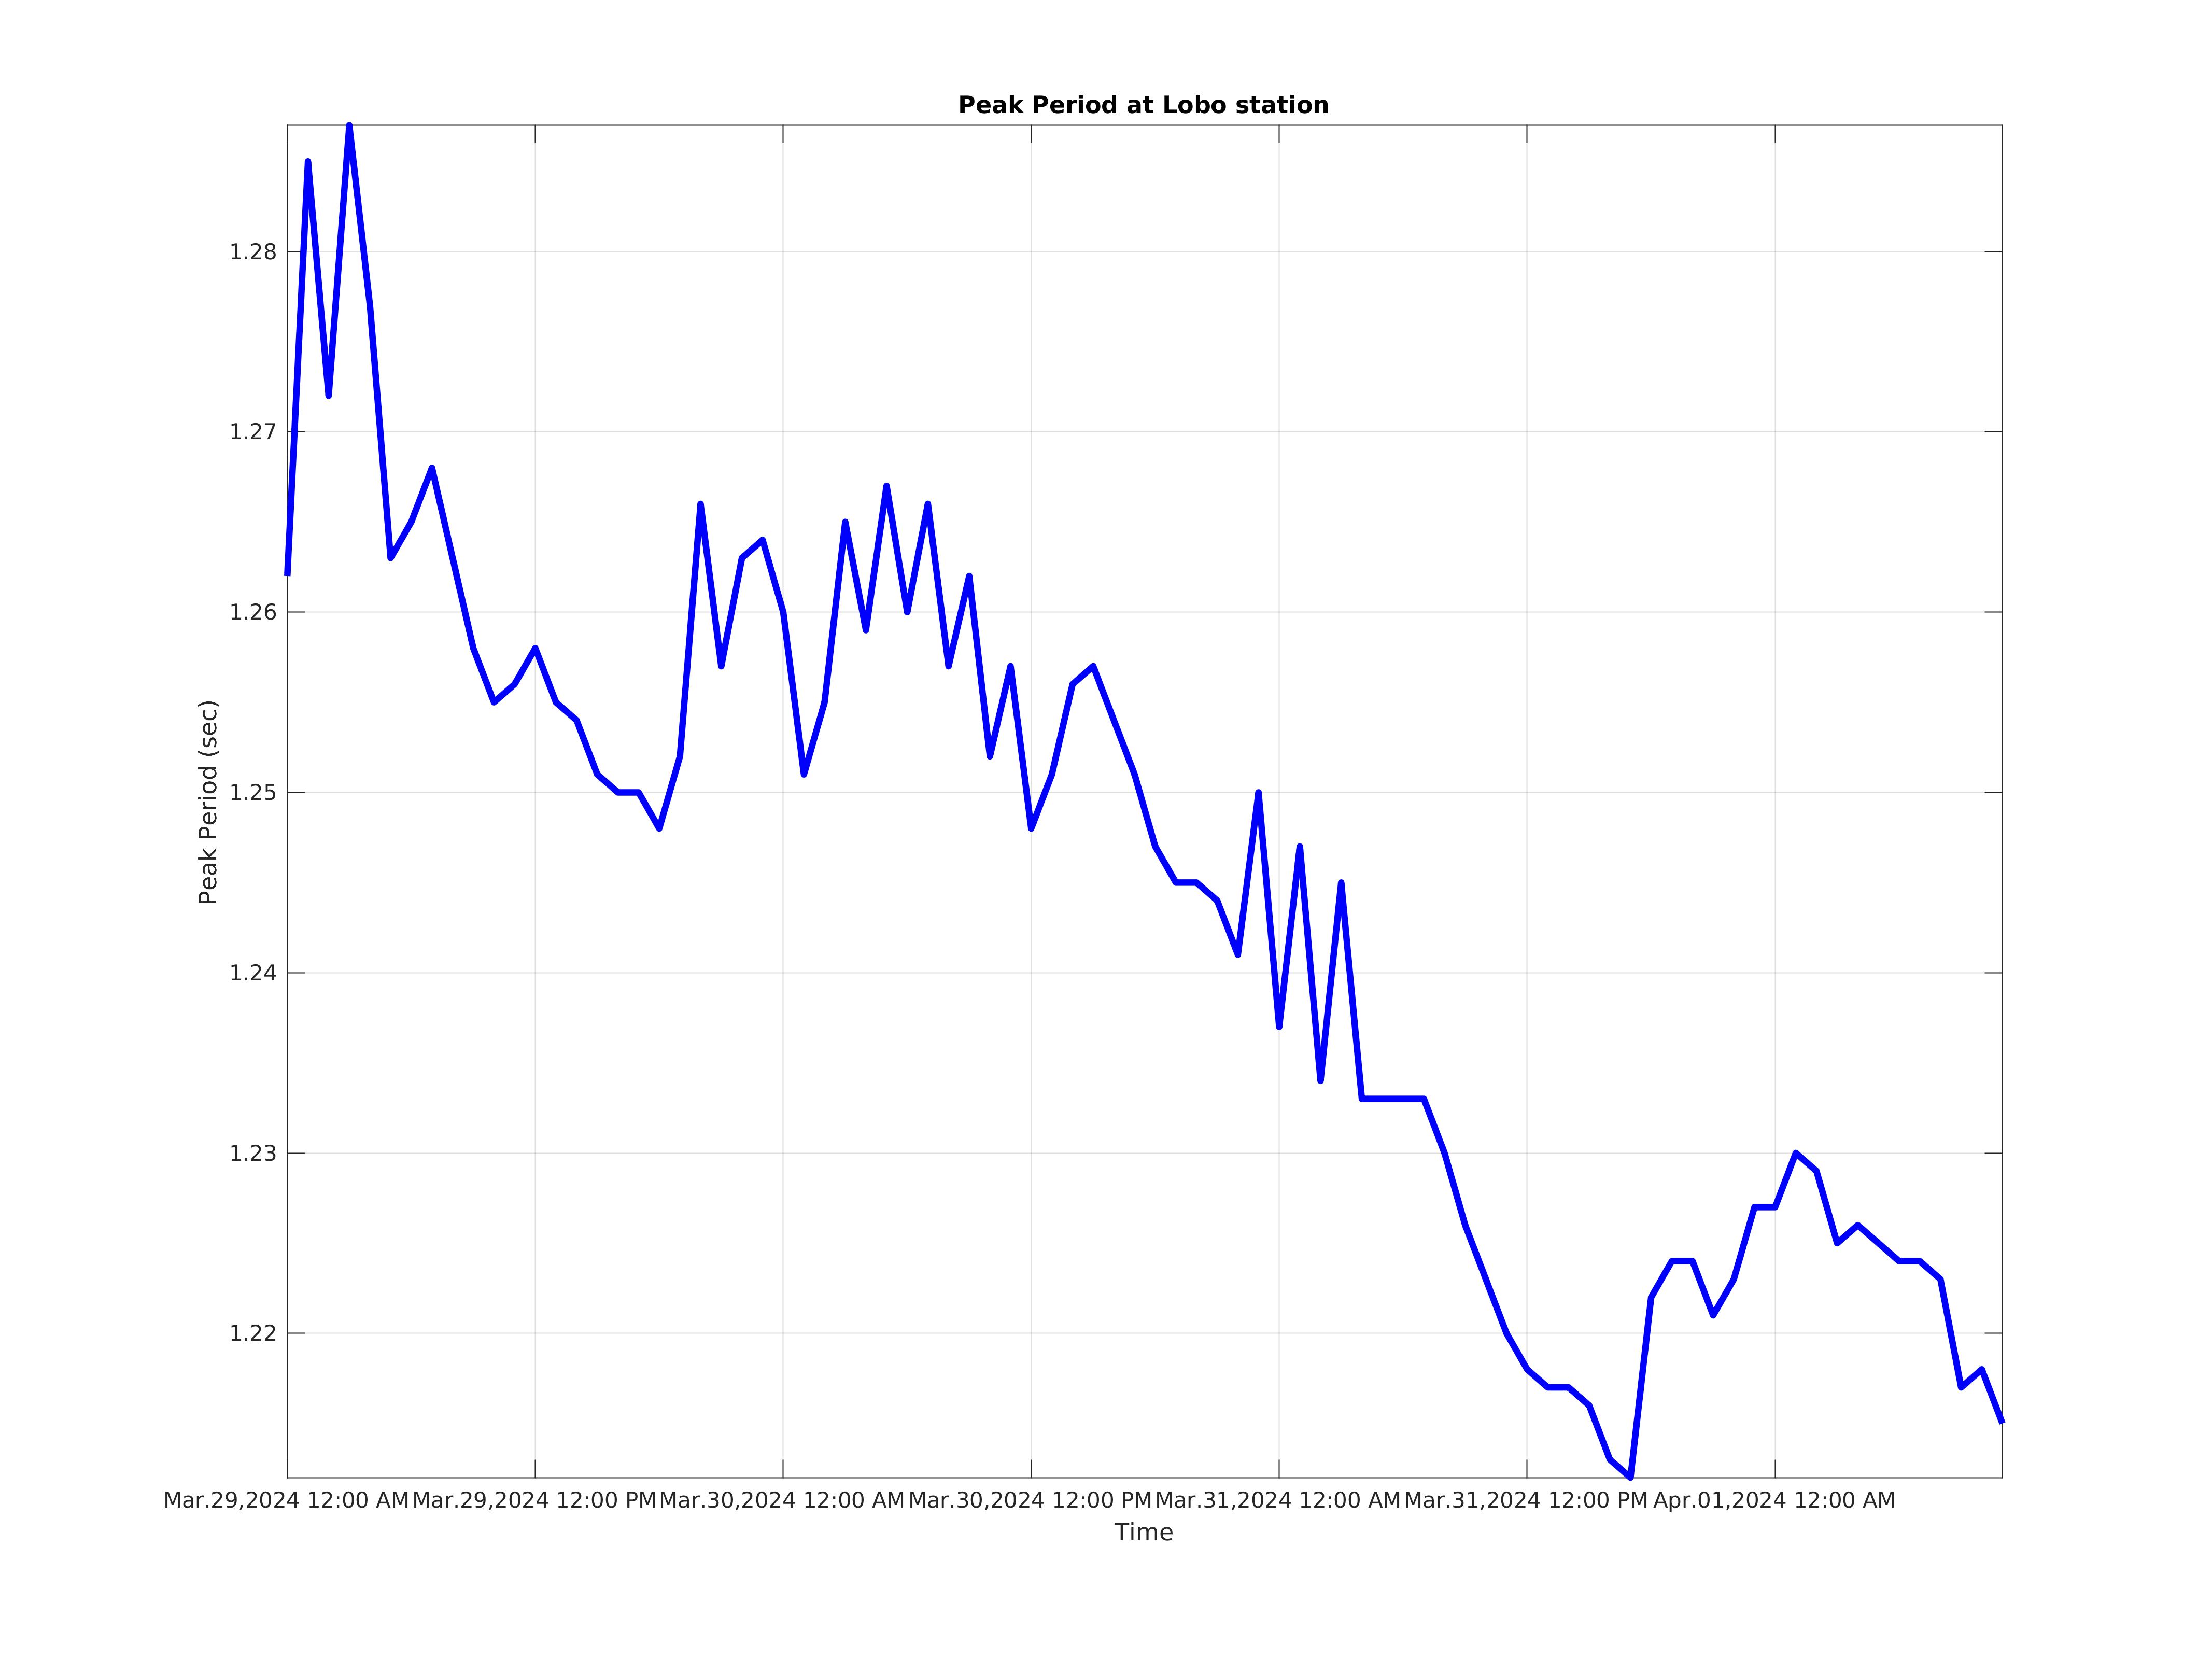 Peak Period at Lobo station
1.28
1.27
1.26
1.25
1.24
1.23
1.22
Peak Period (sec)
Mar.29,2024 12:00 AM Mar.29,2024 12:00 PM Mar.30,2024 12:00 AM Mar.30,2024 12:00 PM Mar.31,2024 12:00 AM Mar.31,2024 12:00 PM Apr.01,2024 12:00 AM
Time